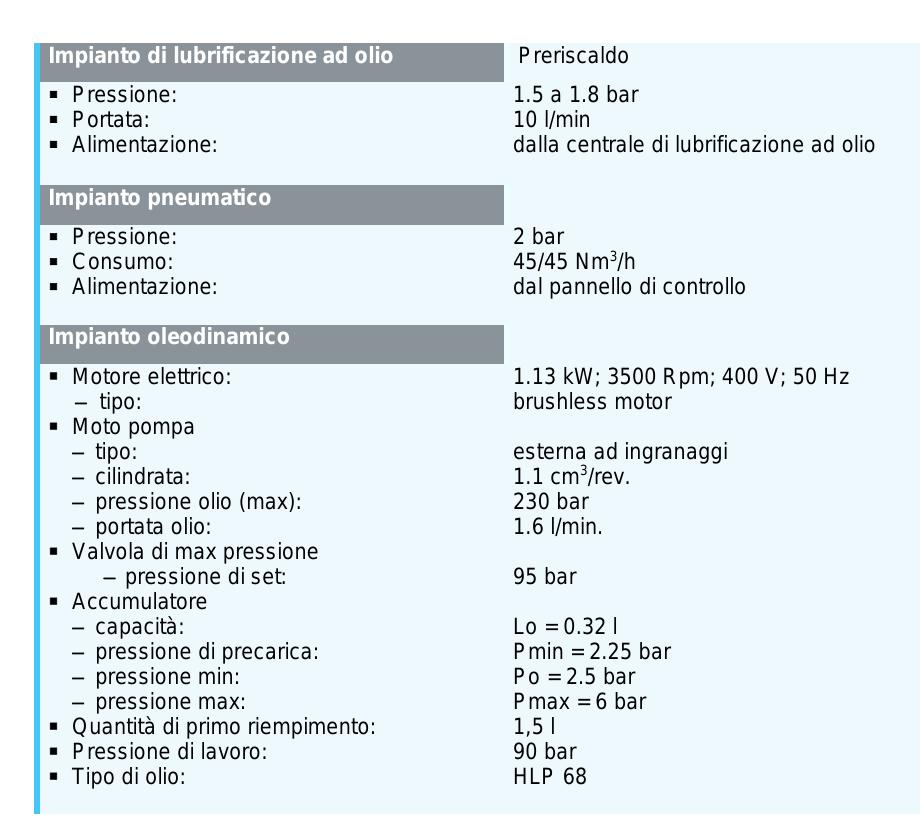 Impianto di lubrificazione ad olio Preriscaldo
▪ Pressione: 1.5 a 1.8 bar
▪ Portata: 10 l/min
▪ Alimentazione: dalla centrale di lubrificazione ad olio
Impianto pneumatico
▪ Pressione: 2 bar
▪ Consumo: 45/45 Nm³/h
▪ Alimentazione: dal pannello di controllo
Impianto oleodinamico
▪ Motore elettrico: 1.13 kW; 3500 Rpm; 400 V; 50 Hz
– tipo: brushless motor
▪ Moto pompa
– tipo: esterna ad ingranaggi
– cilindrata: 1.1 cm³/rev.
– pressione olio (max): 230 bar
– portata olio: 1.6 l/min.
▪ Valvola di max pressione
– pressione di set: 95 bar
▪ Accumulatore
– capacità: Lo = 0.32 l
– pressione di precarica: Pmin = 2.25 bar
– pressione min: Po = 2.5 bar
– pressione max: Pmax = 6 bar
▪ Quantità di primo riempimento: 1,5 l
▪ Pressione di lavoro: 90 bar
▪ Tipo di olio: HLP 68